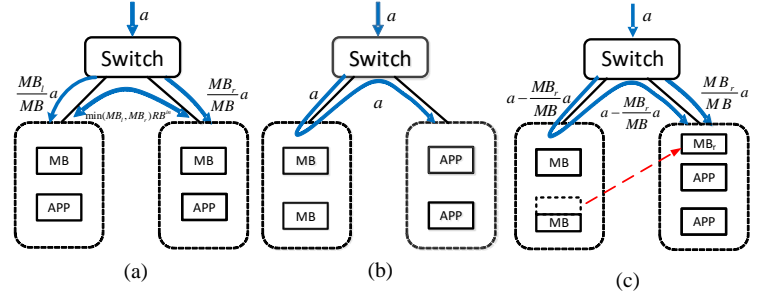 a
Switch
MB_l/MB a
MB_r/MB a
min(MB_l, MB_r)RB^m
MB
APP
MB
APP
(a)
a
Switch
a
a
MB
MB
APP
APP
(b)
a
Switch
a − MB_r/MB a
a − MB_r/MB a
MB_r/MB a
MB
MB
MB_r
APP
APP
(c)